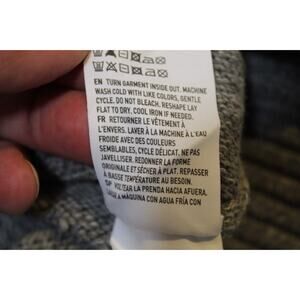 EN TURN GARMENT INSIDE OUT. MACHINE
WASH COLD WITH LIKE COLORS, GENTLE
CYCLE. DO NOT BLEACH. RESHAPE LAY
FLAT TO DRY. COOL IRON IF NEEDED.
FR RETOURNER LE VÊTEMENT À
L'ENVERS. LAVER À LA MACHINE À L'EAU
FROIDE AVEC DES COULEURS
SEMBLABLES, CYCLE DÉLICAT. NE PAS
JAVELLISER. REDONNER LA FORME
ORIGINALE ET SÉCHER À PLAT. REPASSER
À BASSE TEMPÉRATURE AU BESOIN.
SP VOLTEAR LA PRENDA HACIA AFUERA.
A MÁQUINA CON AGUA FRÍA CON